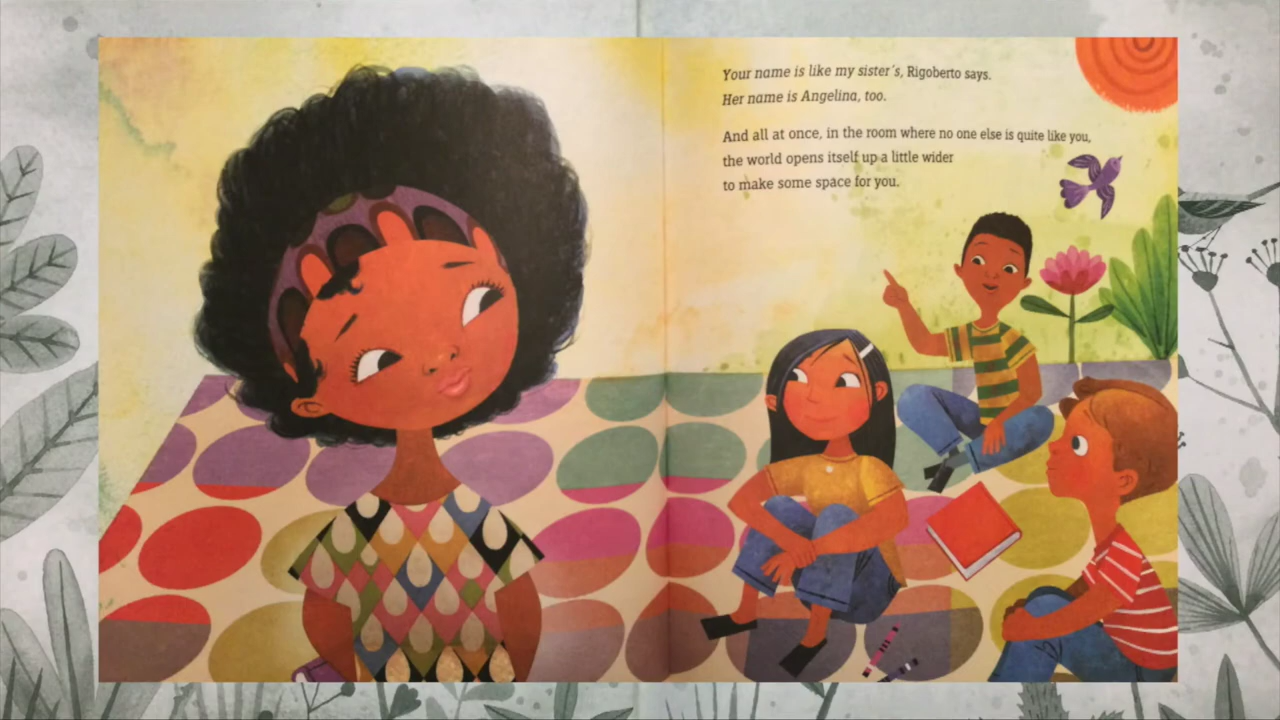 Your name is like my sister's, Rigoberto says.
Her name is Angelina, too.
And all at once, in the room where no one else is quite like you,
the world opens itself up a little wider
to make some space for you.